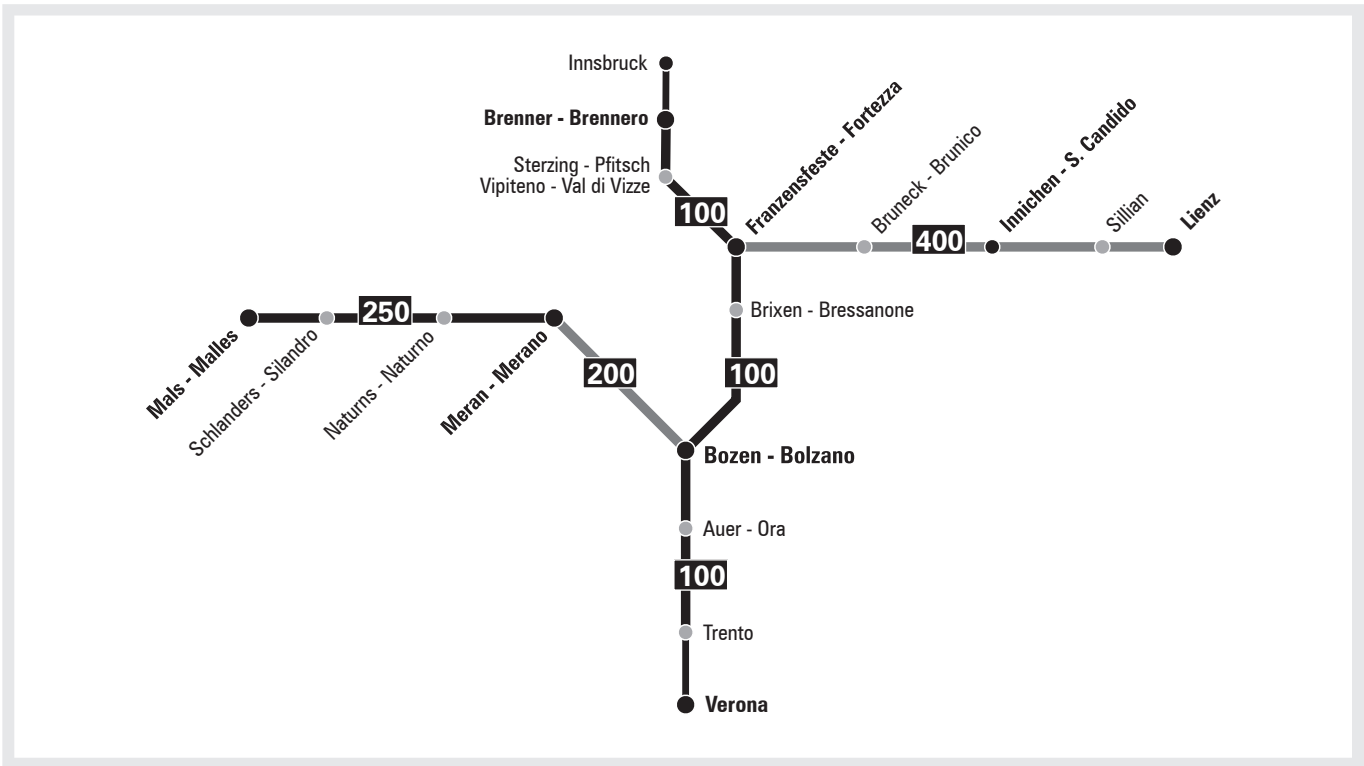 Innsbruck
Brenner - Brennero
Sterzing - Pfitsch
Vipiteno - Val di Vizze
100
Franzensfeste - Fortezza
Bruneck - Brunico
400
Innichen - S. Candido
Sillian
Lienz
Brixen - Bressanone
250
Mals - Malles
Schlanders - Silandro
Naturns - Naturno
Meran - Merano
200
100
Bozen - Bolzano
Auer - Ora
100
Trento
Verona